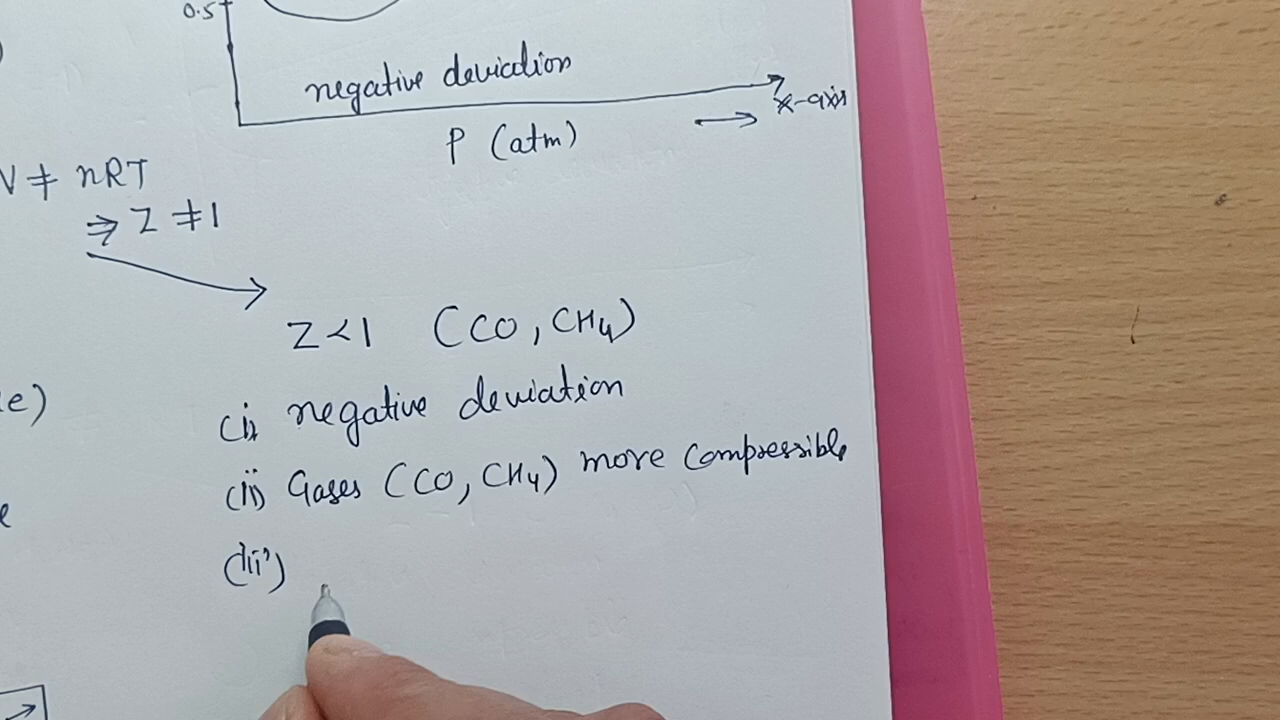 0.5
negative deviation
x-axis
P (atm)
V ≠ nRT
⇒ Z ≠ 1
Z < 1 (CO, CH4)
(i) negative deviation
(ii) Gases (CO, CH4) more compressible
(iii)
e)
e